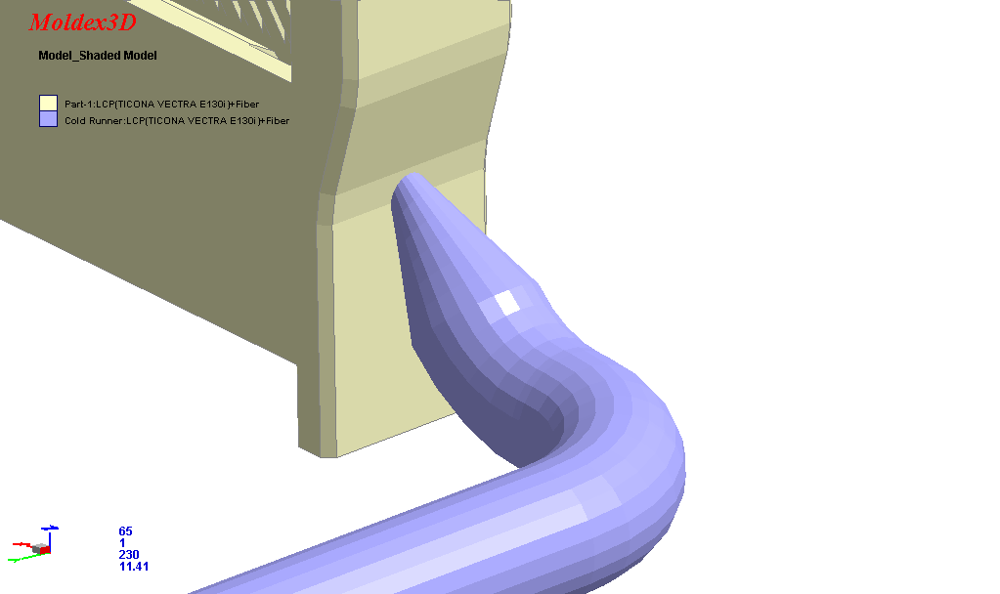 Moldex3D
Model_Shaded Model
Part-1:LCP(TICONA VECTRA E130i)+Fiber
Cold Runner:LCP(TICONA VECTRA E130i)+Fiber
65
1
230
11.41